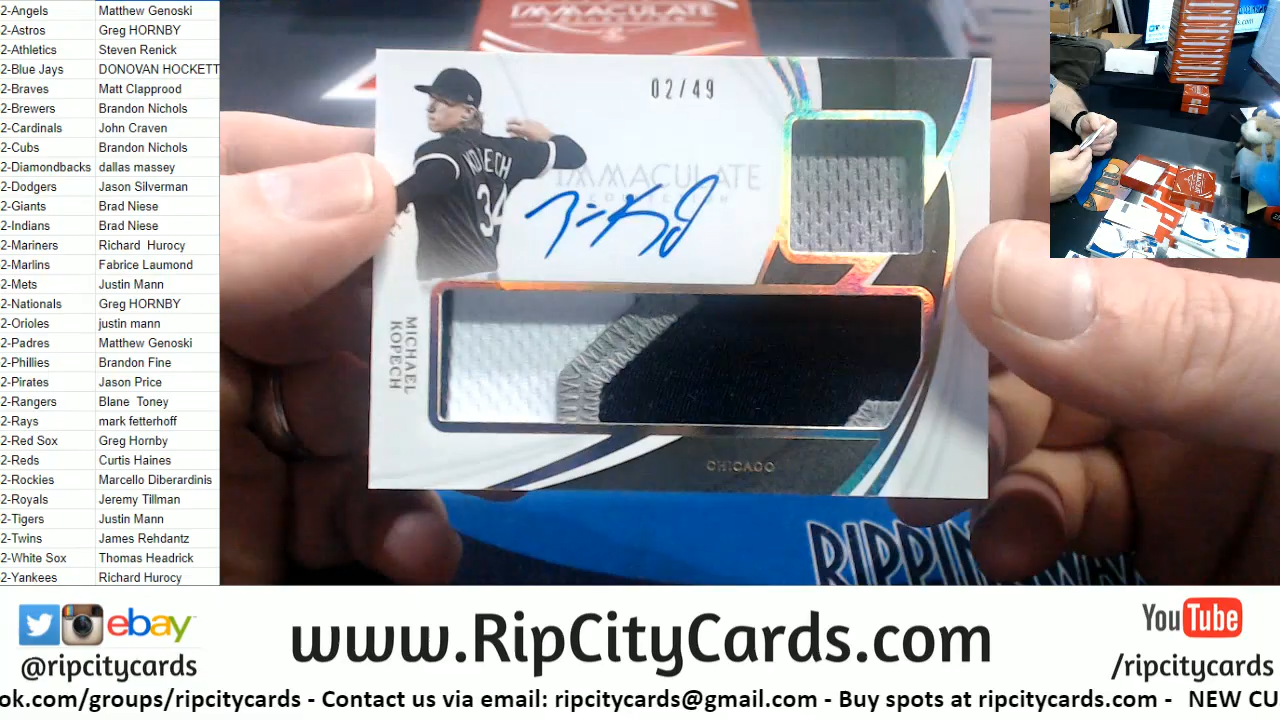 2-Angels Matthew Genoski
2-Astros Greg HORNBY
2-Athletics Steven Renick
2-Blue Jays DONOVAN HOCKETT
2-Braves Matt Clapprood
2-Brewers Brandon Nichols
2-Cardinals John Craven
2-Cubs Brandon Nichols
2-Diamondbacks dallas massey
2-Dodgers Jason Silverman
2-Giants Brad Niese
2-Indians Brad Niese
2-Mariners Richard Hurocy
2-Marlins Fabrice Laumond
2-Mets Justin Mann
2-Nationals Greg HORNBY
2-Orioles justin mann
2-Padres Matthew Genoski
2-Phillies Brandon Fine
2-Pirates Jason Price
2-Rangers Blane Toney
2-Rays mark fetterhoff
2-Red Sox Greg Hornby
2-Reds Curtis Haines
2-Rockies Marcello Diberardinis
2-Royals Jeremy Tillman
2-Tigers Justin Mann
2-Twins James Rehdantz
2-White Sox Thomas Headrick
2-Yankees Richard Hurocy
IMMACULATE
COLLECTION
02/49
KOPECH
34
IMMACULATE
COLLECTION
MICHAEL
KOPECH
CHICAGO
RIPPIN
WAX
ebay
@ripcitycards
www.RipCityCards.com
YouTube
/ripcitycards
ok.com/groups/ripcitycards - Contact us via email: ripcitycards@gmail.com - Buy spots at ripcitycards.com - NEW CU